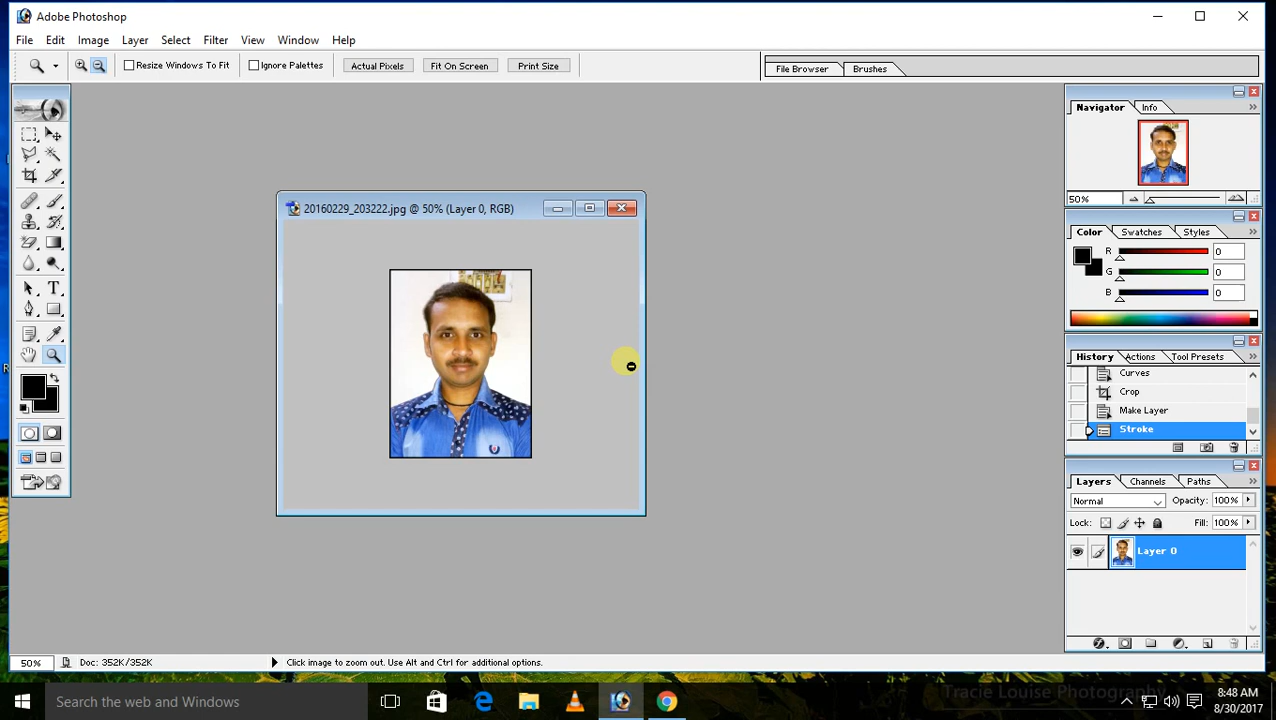 Adobe Photoshop
File Edit Image Layer Select Filter View Window Help
Resize Windows To Fit Ignore Palettes Actual Pixels Fit On Screen Print Size File Browser Brushes
Navigator Info
50%
20160229_203222.jpg @ 50% (Layer 0, RGB)
Color Swatches Styles
R 0
G 0
B 0
History Actions Tool Presets
Curves
Crop
Make Layer
Stroke
Layers Channels Paths
Normal Opacity: 100%
Lock: Fill: 100%
Layer 0
50% Doc: 352K/352K Click image to zoom out. Use Alt and Ctrl for additional options.
Tracie Louise Photography
Search the web and Windows
8:48 AM
8/30/2017